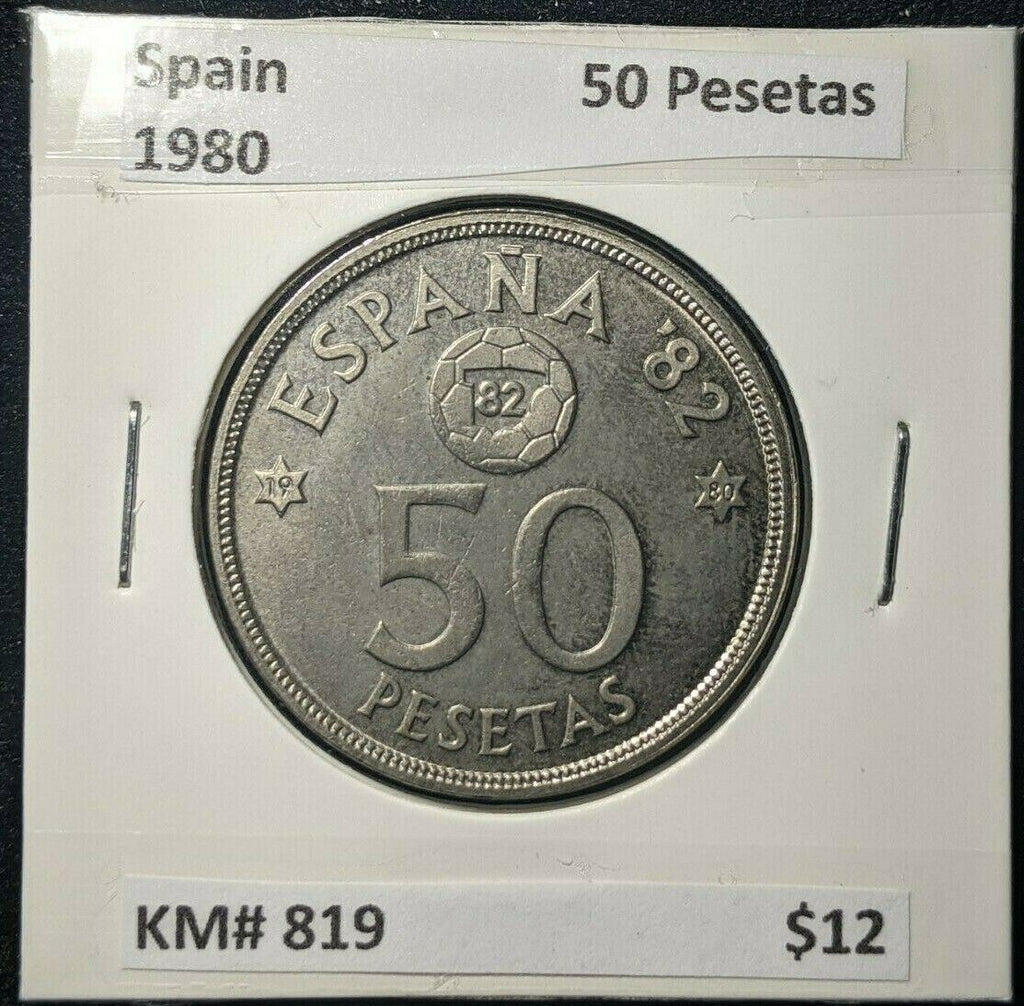 Spain 50 Pesetas
1980
ESPAÑA '82
82
19 80
50
PESETAS
KM# 819 $12